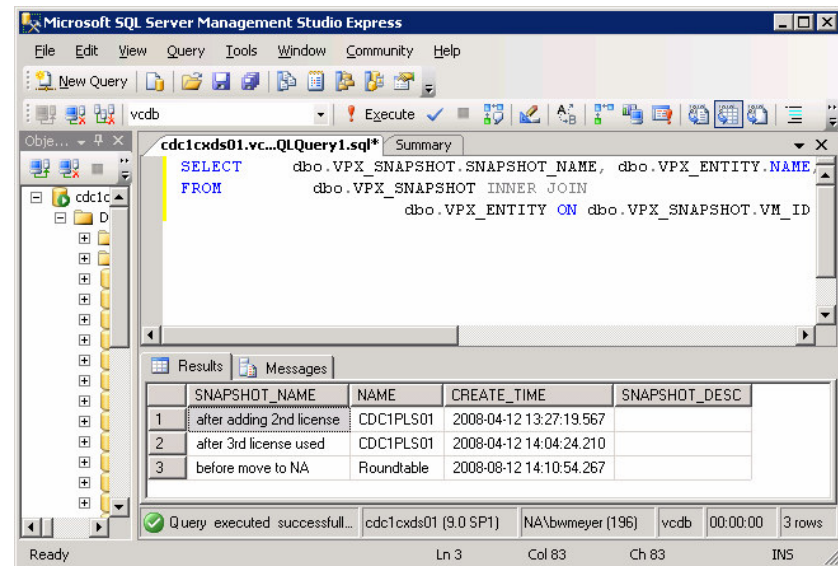 Microsoft SQL Server Management Studio Express
File Edit View Query Tools Window Community Help
New Query
vcdb Execute
Obje...
cdc1cxds01.vc...QLQuery1.sql* Summary
SELECT dbo.VPX_SNAPSHOT.SNAPSHOT_NAME, dbo.VPX_ENTITY.NAME,
FROM dbo.VPX_SNAPSHOT INNER JOIN
dbo.VPX_ENTITY ON dbo.VPX_SNAPSHOT.VM_ID
cdc1c
D
Results Messages
SNAPSHOT_NAME NAME CREATE_TIME SNAPSHOT_DESC
1 after adding 2nd license CDC1PLS01 2008-04-12 13:27:19.567
2 after 3rd license used CDC1PLS01 2008-04-12 14:04:24.210
3 before move to NA Roundtable 2008-08-12 14:10:54.267
Query executed successfull... cdc1cxds01 (9.0 SP1) NA\bwmeyer (196) vcdb 00:00:00 3 rows
Ready Ln 3 Col 83 Ch 83 INS